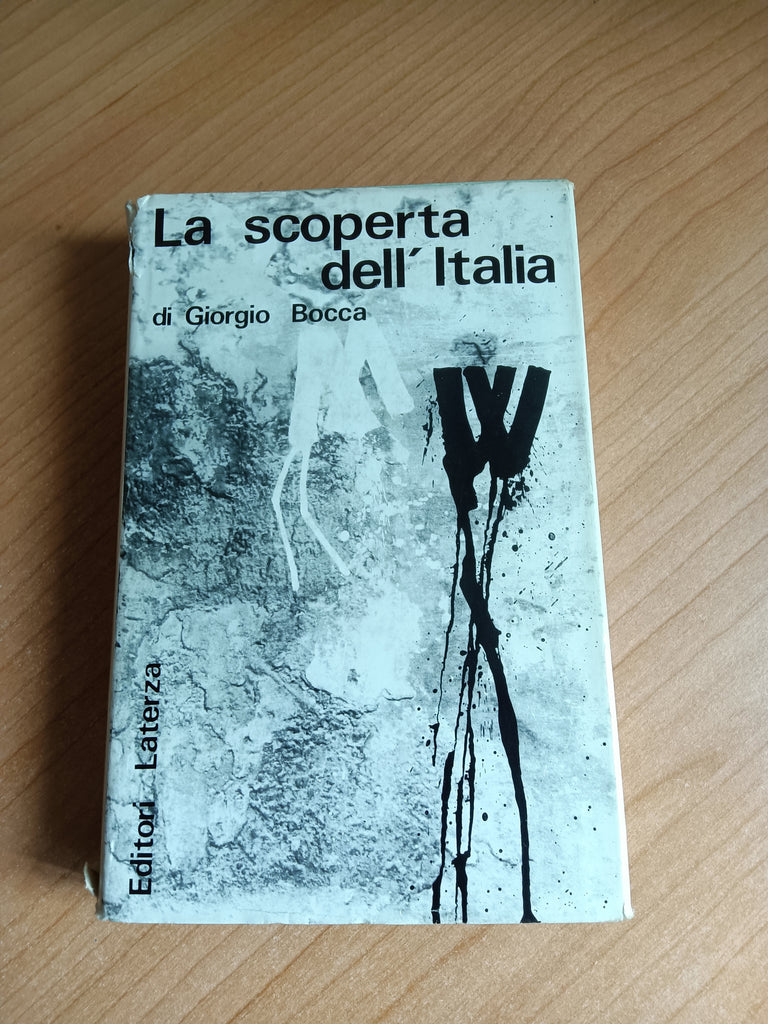 La scoperta
dell'Italia
di Giorgio Bocca
Editori Laterza